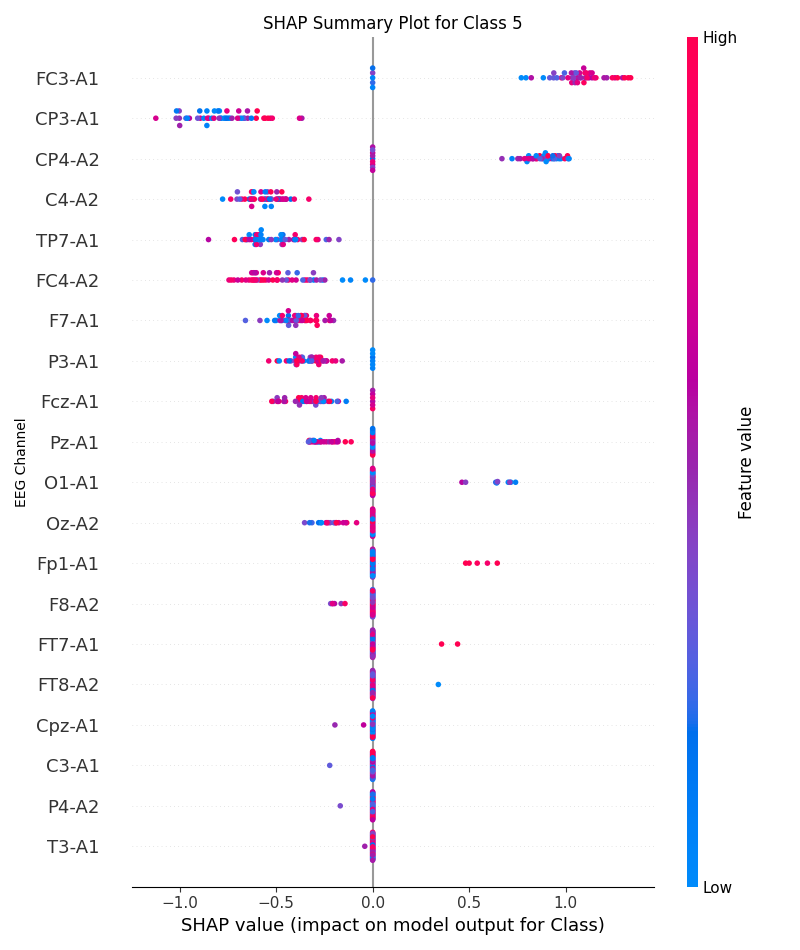 SHAP Summary Plot for Class 5
High
FC3-A1
CP3-A1
CP4-A2
C4-A2
TP7-A1
FC4-A2
F7-A1
P3-A1
Fcz-A1
Pz-A1
O1-A1
Oz-A2
Fp1-A1
F8-A2
FT7-A1
FT8-A2
Cpz-A1
C3-A1
P4-A2
T3-A1
EEG Channel
Feature value
Low
−1.0 −0.5 0.0 0.5 1.0
SHAP value (impact on model output for Class)